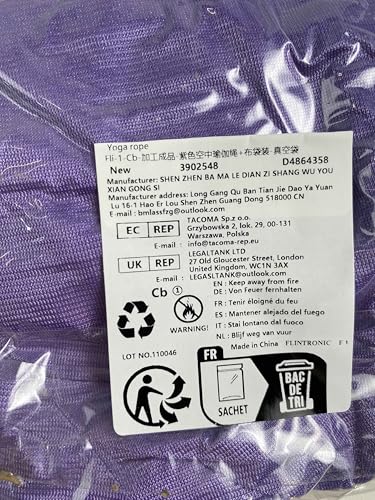 Yoga rope
Fli-1-Cb-加工成品-紫色空中瑜伽绳+布袋装-真空袋
New 3902548 D4864358
Manufacturer: SHEN ZHEN BA MA LE DIAN ZI SHANG WU YOU
XIAN GONG SI
Manufacturer address: Long Gang Qu Ban Tian Jie Dao Ya Yuan
Lu 16-1 Hao Er Lou Shen Zhen Guang Dong 518000 CN
E-mail: bmlassfzg@outlook.com
EC REP
TACOMA Sp.z o.o.
Grzybowska 2, lok, 29, 00-131
Warszawa, Polska
E-mail : info@tacoma-rep.eu
UK REP
LEGALTANK LTD
27 Old Gloucester Street, London
United Kingdom, WC1N 3AX
E-mail : LEGASLTANK@outlook.com
Cb 1
WARNING!
EN : Keep away from fire
DE : Von Feuer fernhalten
FR : Tenir éloigné du feu
ES : Mantener alejado del fuego
IT : Stai lontano dal fuoco
NL : Blijf weg van vuur
LOT NO.110046
Made in China FLINTRONIC
FR
SACHET
BAC
DE
TRI